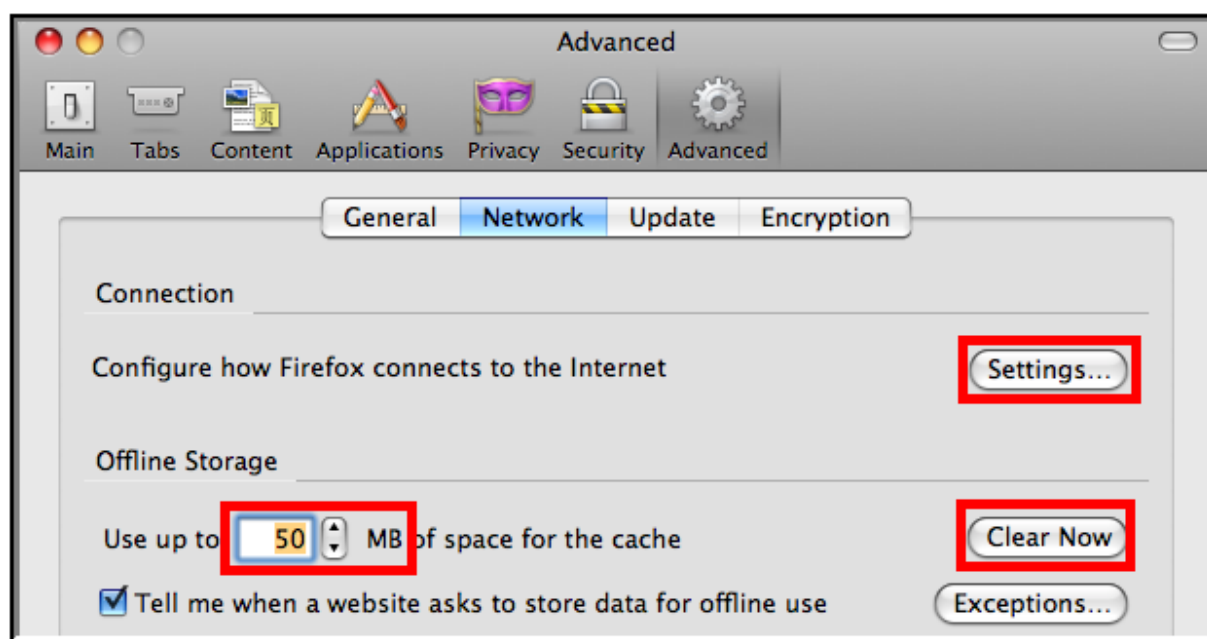 Advanced
Main Tabs Content Applications Privacy Security Advanced
General Network Update Encryption
Connection
Configure how Firefox connects to the Internet Settings...
Offline Storage
Use up to 50 MB of space for the cache Clear Now
Tell me when a website asks to store data for offline use Exceptions...